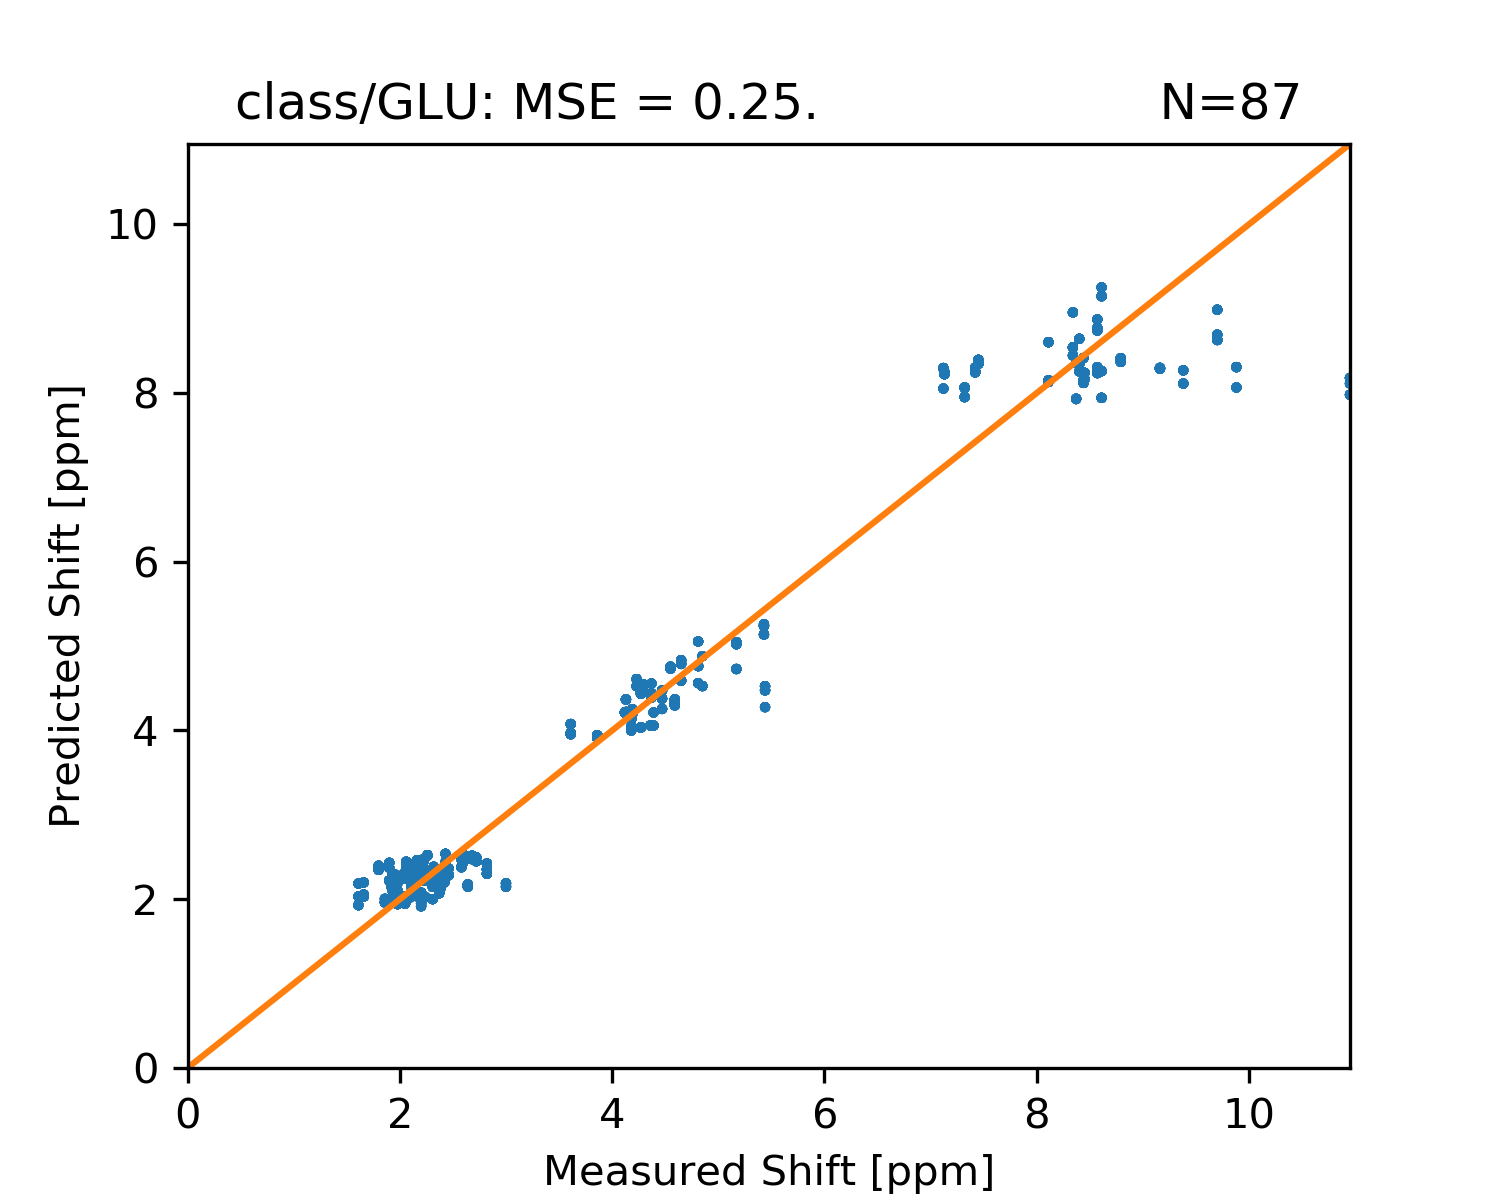 class/GLU: MSE = 0.25. N=87
10
8
6
4
2
0
0 2 4 6 8 10
Predicted Shift [ppm]
Measured Shift [ppm]